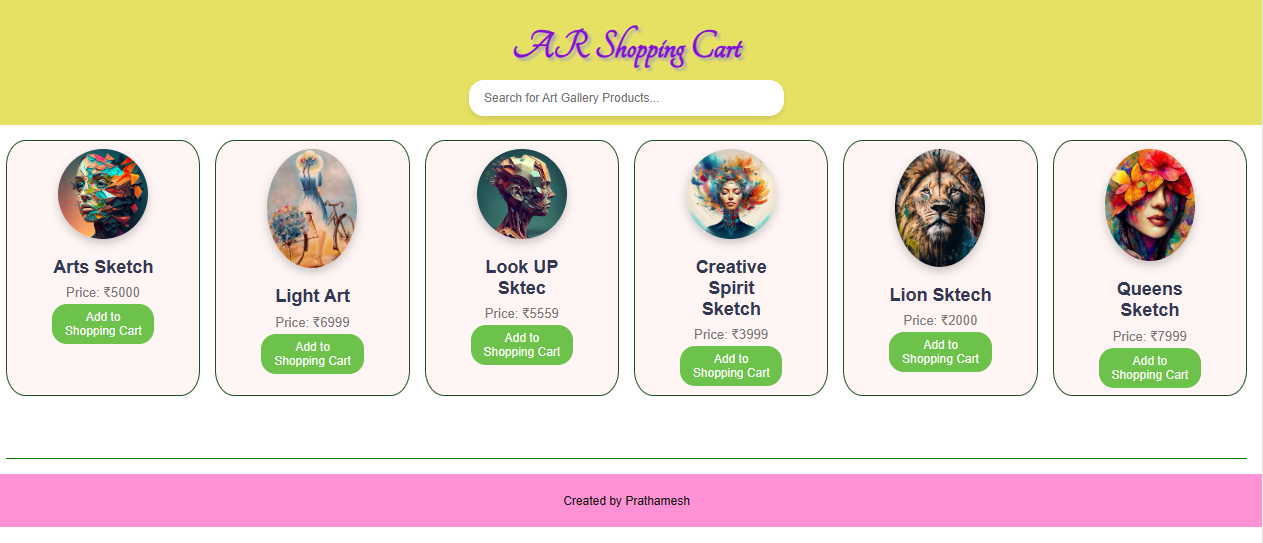 AR Shopping Cart
Search for Art Gallery Products...
Arts Sketch
Price: ₹5000
Add to
Shopping Cart
Light Art
Price: ₹6999
Add to
Shopping Cart
Look UP
Sktec
Price: ₹5559
Add to
Shopping Cart
Creative
Spirit
Sketch
Price: ₹3999
Add to
Shopping Cart
Lion Sktech
Price: ₹2000
Add to
Shopping Cart
Queens
Sketch
Price: ₹7999
Add to
Shopping Cart
Created by Prathamesh